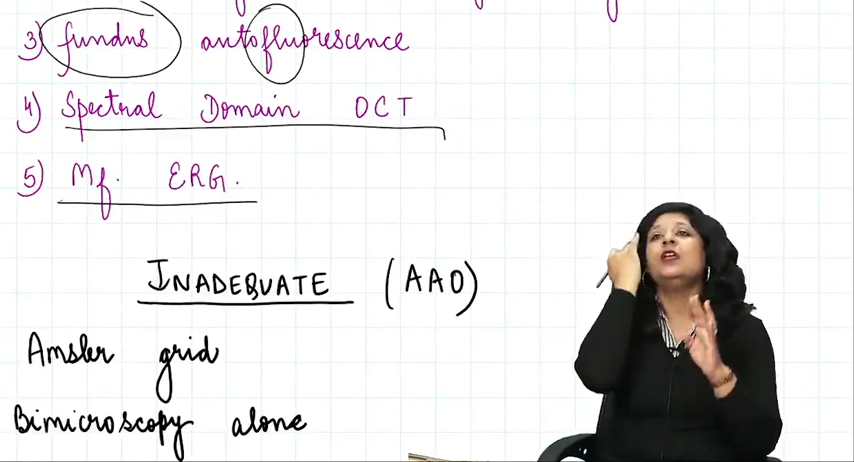 3) fundus autofluorescence
4) Spectral Domain OCT
5) Mf. ERG.
INADEQUATE (AAO)
Amsler grid
Bimicroscopy alone